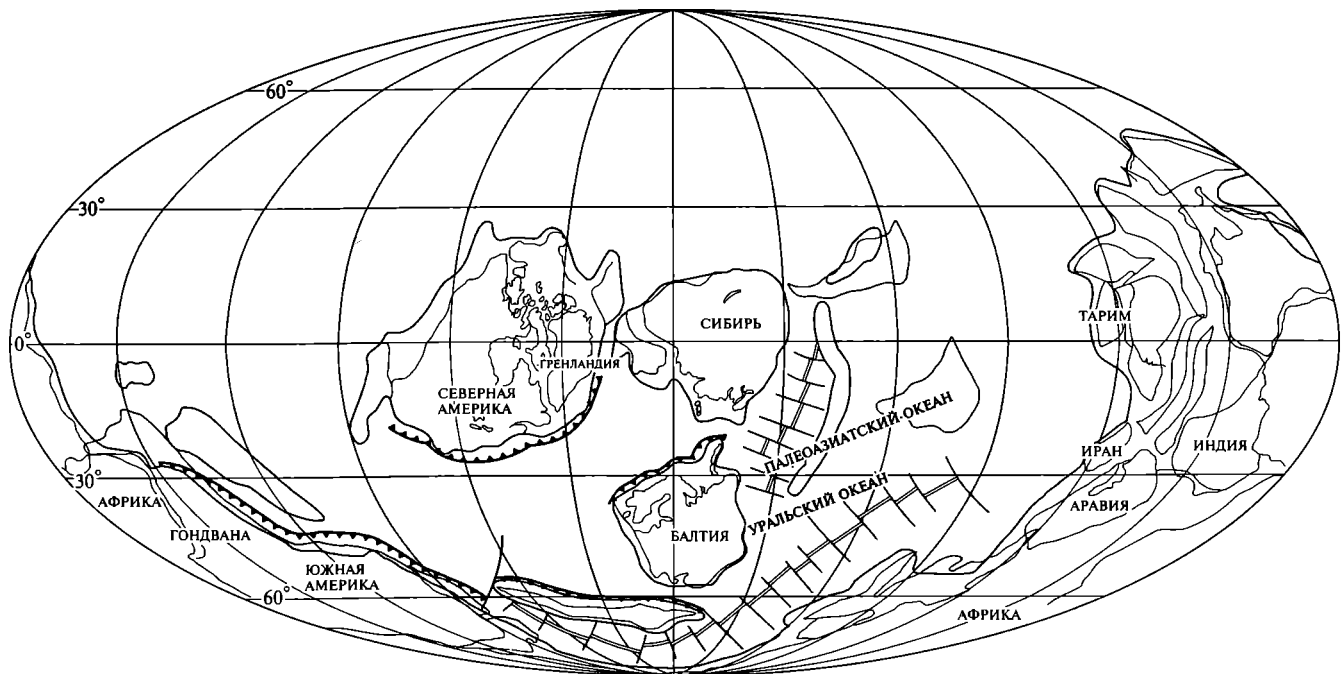 60°
30°
ТАРИМ
СИБИРЬ
0°
ГРЕНЛАНДИЯ
СЕВЕРНАЯ
АМЕРИКА
ПАЛЕОАЗИАТСКИЙ ОКЕАН
ИРАН
ИНДИЯ
30°
АФРИКА
АРАВИЯ
УРАЛЬСКИЙ ОКЕАН
ГОНДВАНА
БАЛТИЯ
ЮЖНАЯ
АМЕРИКА
60°
АФРИКА